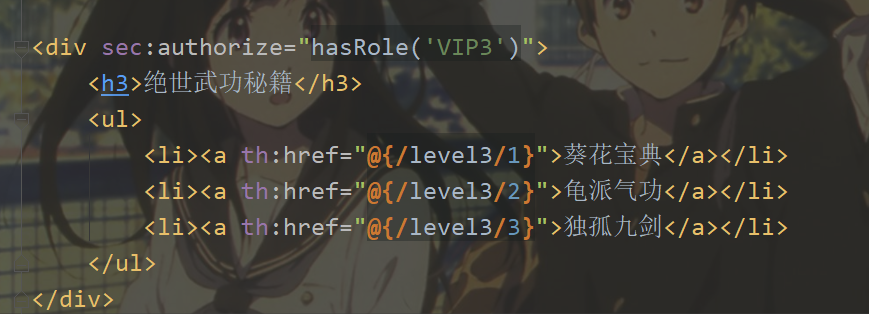 <div sec:authorize="hasRole('VIP3')">
<h3>绝世武功秘籍</h3>
<ul>
<li><a th:href="@{/level3/1}">葵花宝典</a></li>
<li><a th:href="@{/level3/2}">龟派气功</a></li>
<li><a th:href="@{/level3/3}">独孤九剑</a></li>
</ul>
</div>